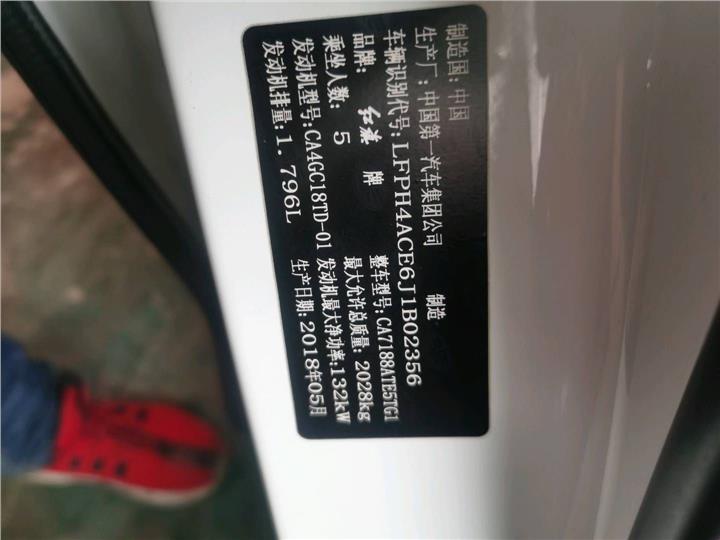 制造国:中国
生产厂:中国第一汽车集团公司 制造
车辆识别代号:LFPH4ACE6J1B02356
品牌: 红旗 牌 整车型号:CA7188ATE5TG1
乘坐人数: 5 最大允许总质量: 2028kg
发动机型号:CA4GC18TD-01 发动机最大净功率:132kW
发动机排量:1.796L 生产日期:2018年05月